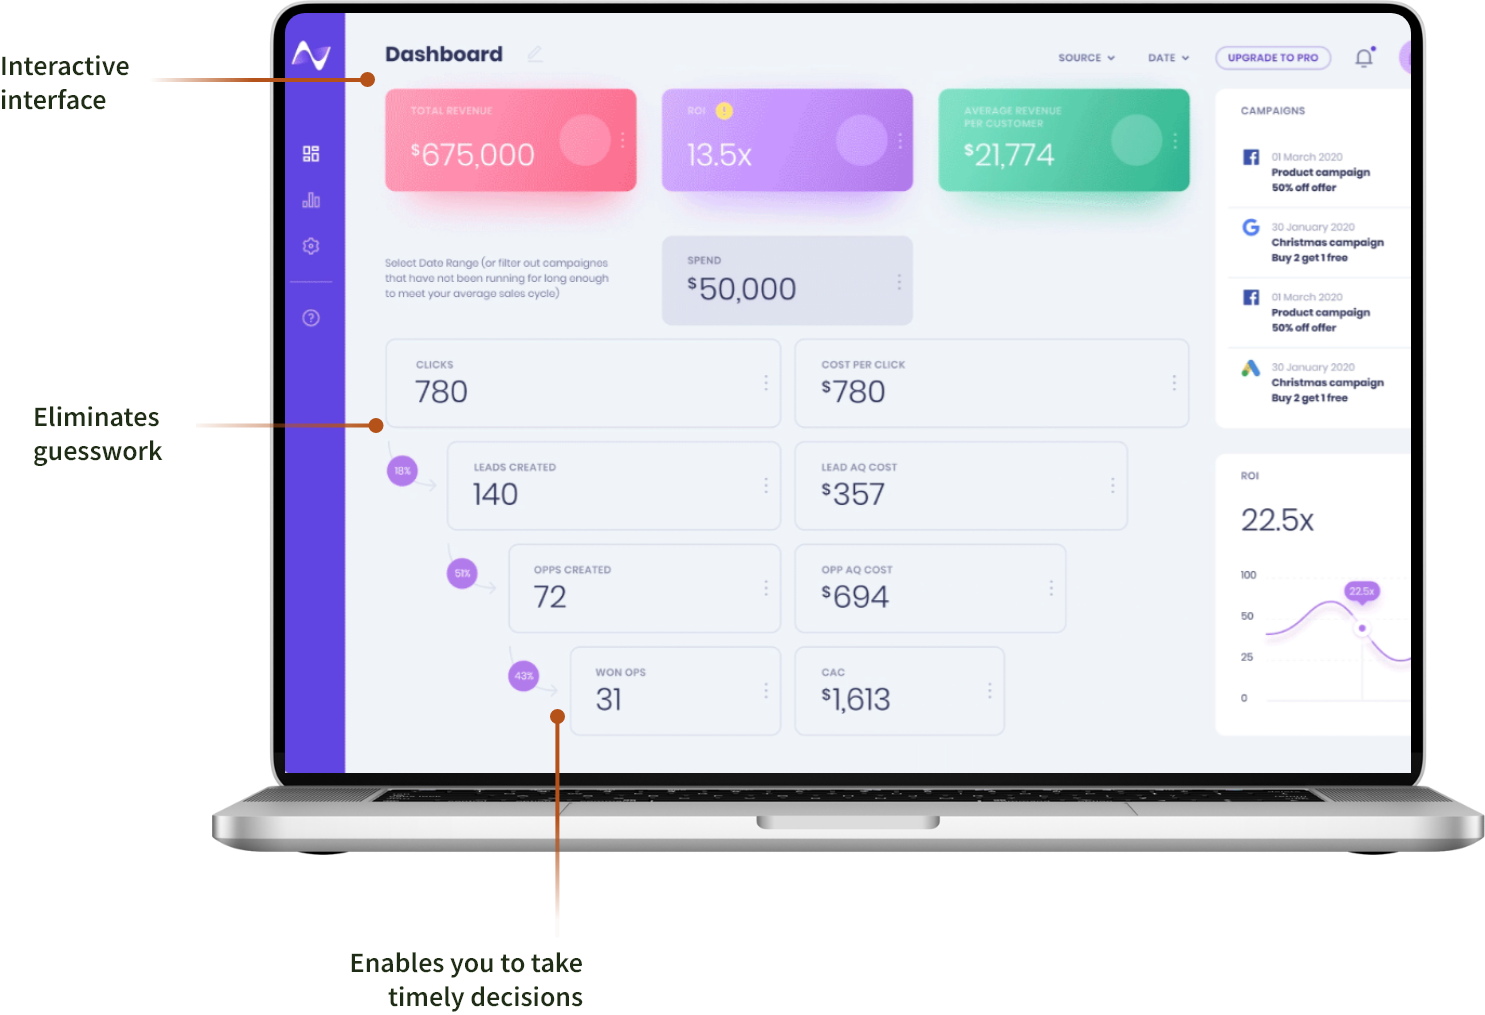 Interactive
interface
Eliminates
guesswork
Enables you to take
timely decisions
Dashboard
SOURCE
DATE
UPGRADE TO PRO
TOTAL REVENUE
$675,000
ROI !
13.5x
AVERAGE REVENUE
PER CUSTOMER
$21,774
Select Date Range (or filter out campaignes
that have not been running for long enough
to meet your average sales cycle)
SPEND
$50,000
CLICKS
780
COST PER CLICK
$780
18%
LEADS CREATED
140
LEAD AQ COST
$357
51%
OPPS CREATED
72
OPP AQ COST
$694
43%
WON OPS
31
CAC
$1,613
CAMPAIGNS
01 March 2020
Product campaign
50% off offer
30 January 2020
Christmas campaign
Buy 2 get 1 free
01 March 2020
Product campaign
50% off offer
30 January 2020
Christmas campaign
Buy 2 get 1 free
ROI
22.5x
100
50
25
0
22.5x